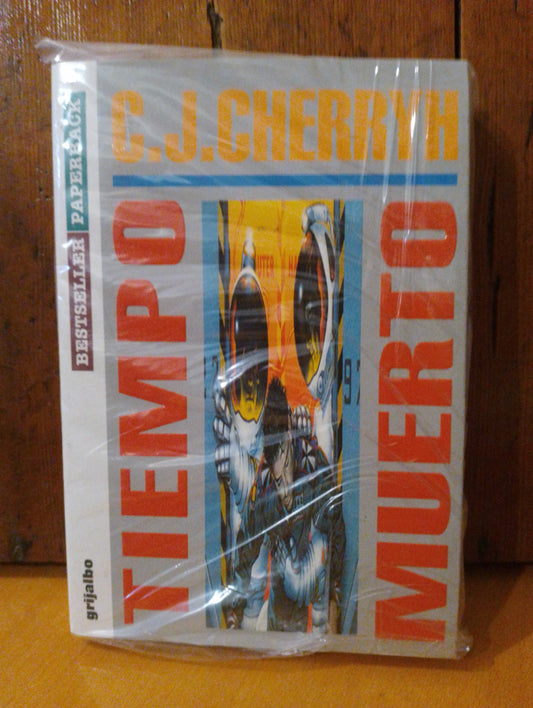 C.J.CHERRYH
TIEMPO
MUERTO
BESTSELLER PAPERBACK
grijalbo